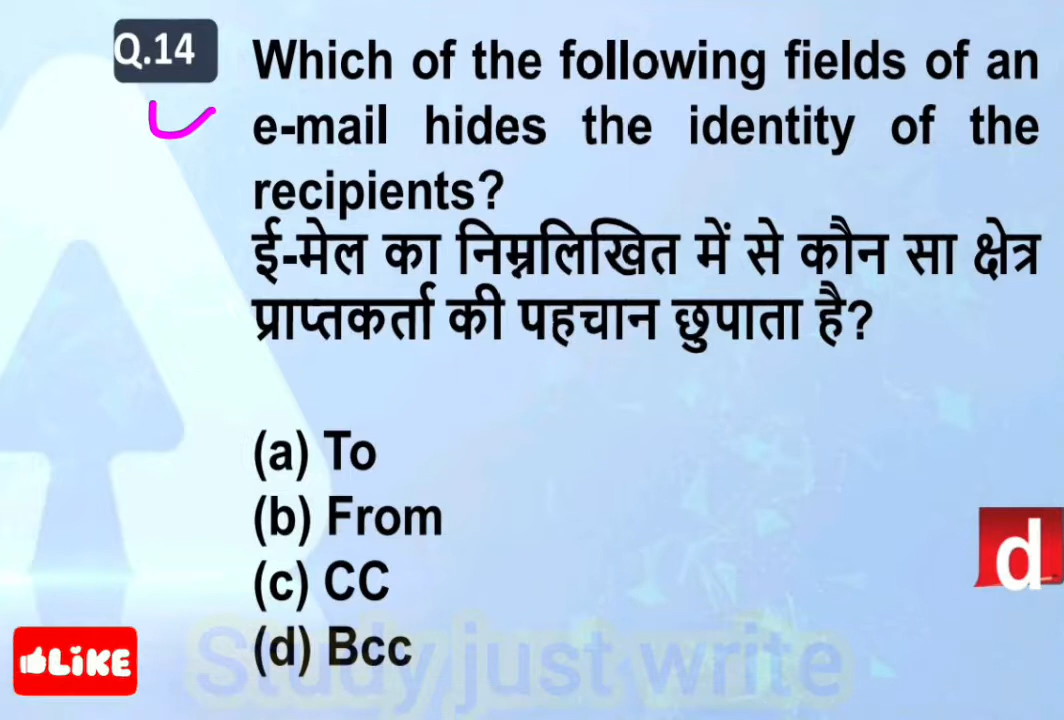 Q.14
Which of the following fields of an
e-mail hides the identity of the
recipients?
ई-मेल का निम्नलिखित में से कौन सा क्षेत्र
प्राप्तकर्ता की पहचान छुपाता है?
(a) To
(b) From
(c) CC
(d) Bcc
d
LiKE
Study just write